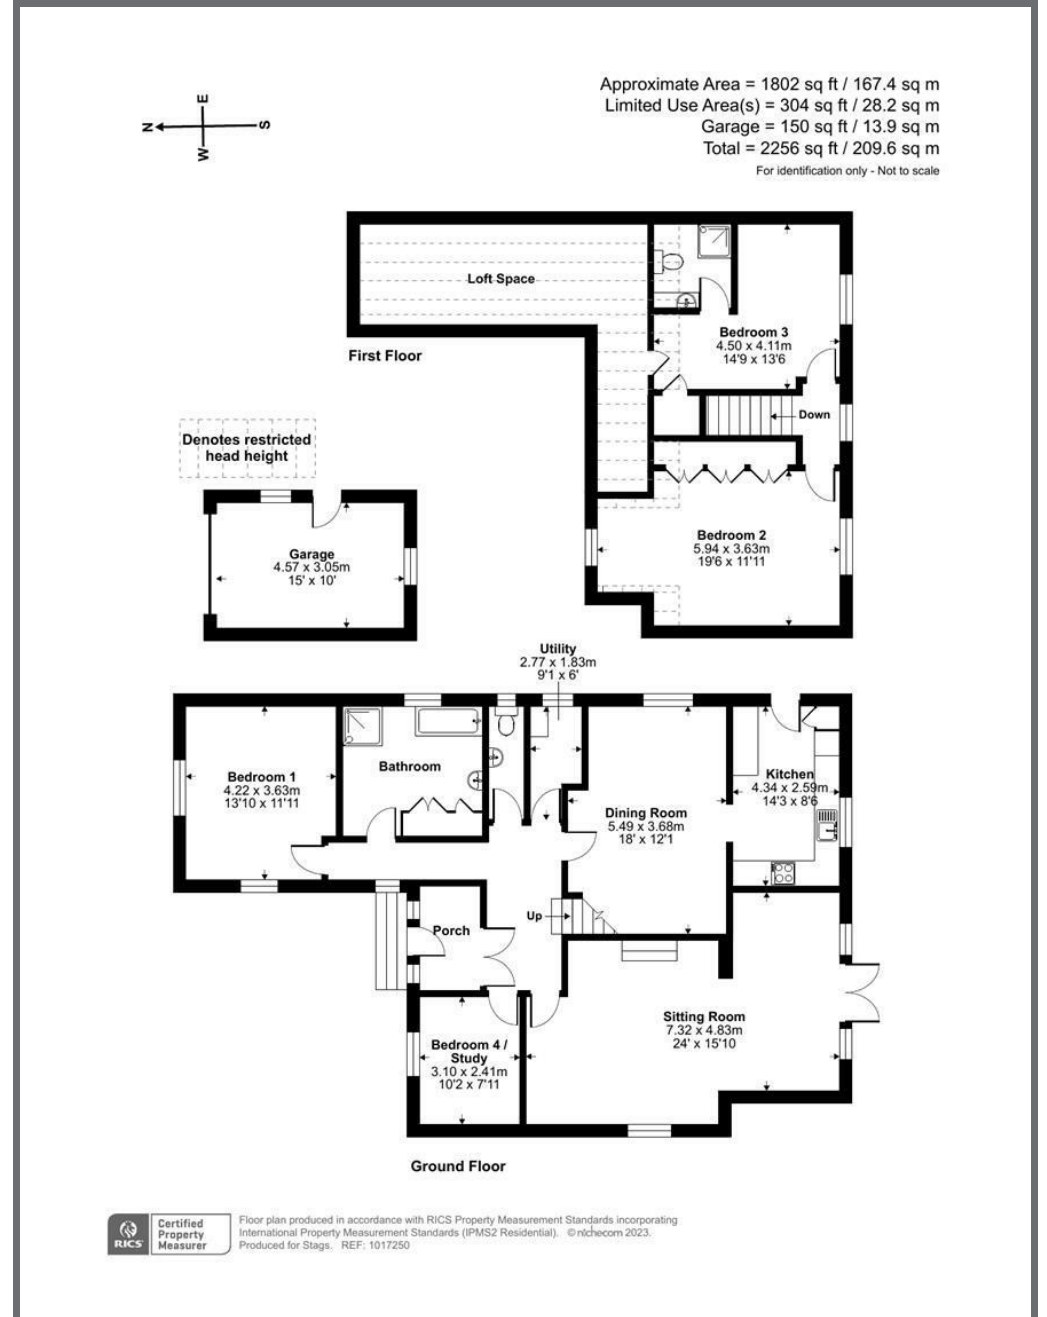 E
N
S
W
Approximate Area = 1802 sq ft / 167.4 sq m
Limited Use Area(s) = 304 sq ft / 28.2 sq m
Garage = 150 sq ft / 13.9 sq m
Total = 2256 sq ft / 209.6 sq m
For identification only - Not to scale
Loft Space
Bedroom 3
4.50 x 4.11m
14'9 x 13'6
First Floor
Down
Denotes restricted
head height
Bedroom 2
5.94 x 3.63m
19'6 x 11'11
Garage
4.57 x 3.05m
15' x 10'
Utility
2.77 x 1.83m
9'1 x 6'
Bedroom 1
4.22 x 3.63m
13'10 x 11'11
Bathroom
Dining Room
5.49 x 3.68m
18' x 12'1
Kitchen
4.34 x 2.59m
14'3 x 8'6
Up
Porch
Sitting Room
7.32 x 4.83m
24' x 15'10
Bedroom 4 /
Study
3.10 x 2.41m
10'2 x 7'11
Ground Floor
RICS
Certified
Property
Measurer
Floor plan produced in accordance with RICS Property Measurement Standards incorporating
International Property Measurement Standards (IPMS2 Residential). © nichecom 2023.
Produced for Stags. REF: 1017250